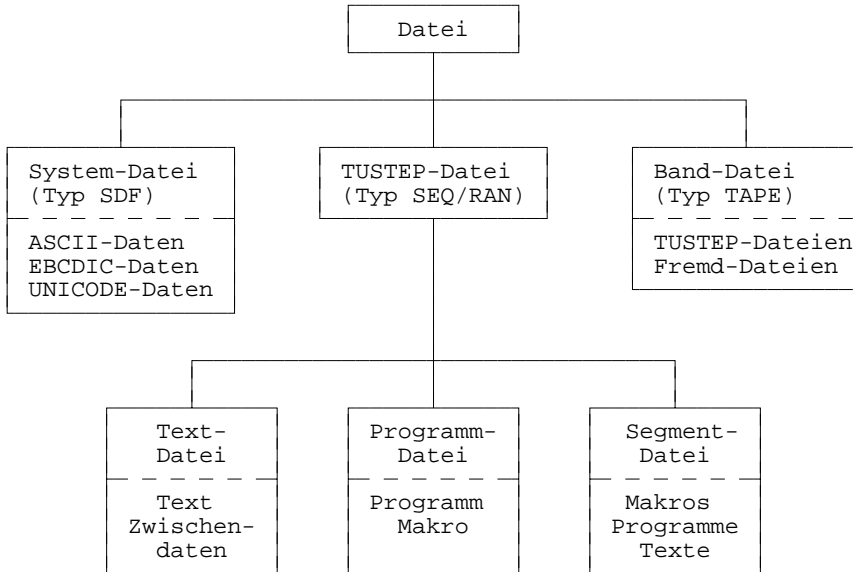 Datei
System-Datei
(Typ SDF)
ASCII-Daten
EBCDIC-Daten
UNICODE-Daten
TUSTEP-Datei
(Typ SEQ/RAN)
Band-Datei
(Typ TAPE)
TUSTEP-Dateien
Fremd-Dateien
Text-
Datei
Text
Zwischen-
daten
Programm-
Datei
Programm
Makro
Segment-
Datei
Makros
Programme
Texte